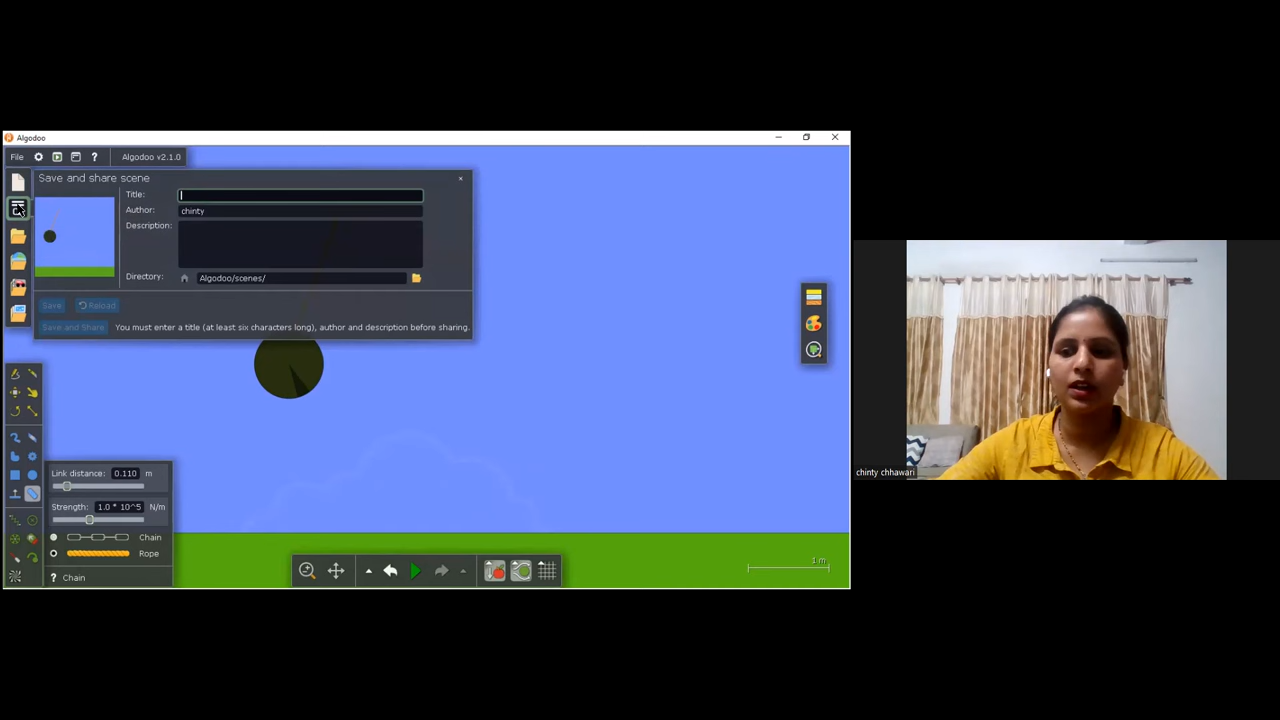 Algodoo
File ? Algodoo v2.1.0
Save and share scene
Title:
Author: chinty
Description:
Directory: Algodoo/scenes/
Save Reload
Save and Share You must enter a title (at least six characters long), author and description before sharing.
Link distance: 0.110 m
Strength: 1.0 * 10^5 N/m
Chain
Rope
? Chain
1 m
chinty chhawari